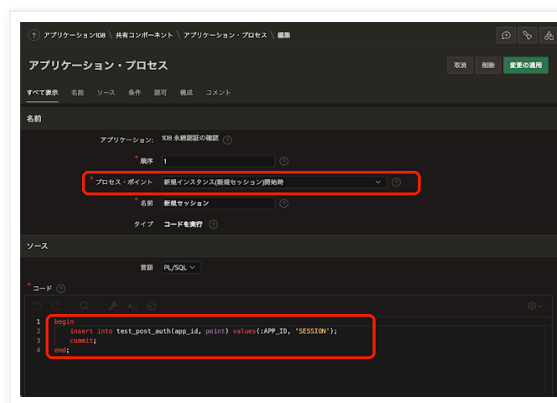 アプリケーション108 \ 共有コンポーネント \ アプリケーション・プロセス \ 編集
アプリケーション・プロセス
取消 削除 変更の適用
すべて表示 名前 ソース 条件 認可 構成 コメント
名前
アプリケーション: 108 永続認証の確認
* 順序 1
* プロセス・ポイント 新規インスタンス(新規セッション)開始時
* 名前 新規セッション
タイプ コードを実行
ソース
言語 PL/SQL
* コード
1 begin
2 insert into test_post_auth(app_id, point) values(:APP_ID, 'SESSION');
3 commit;
4 end;